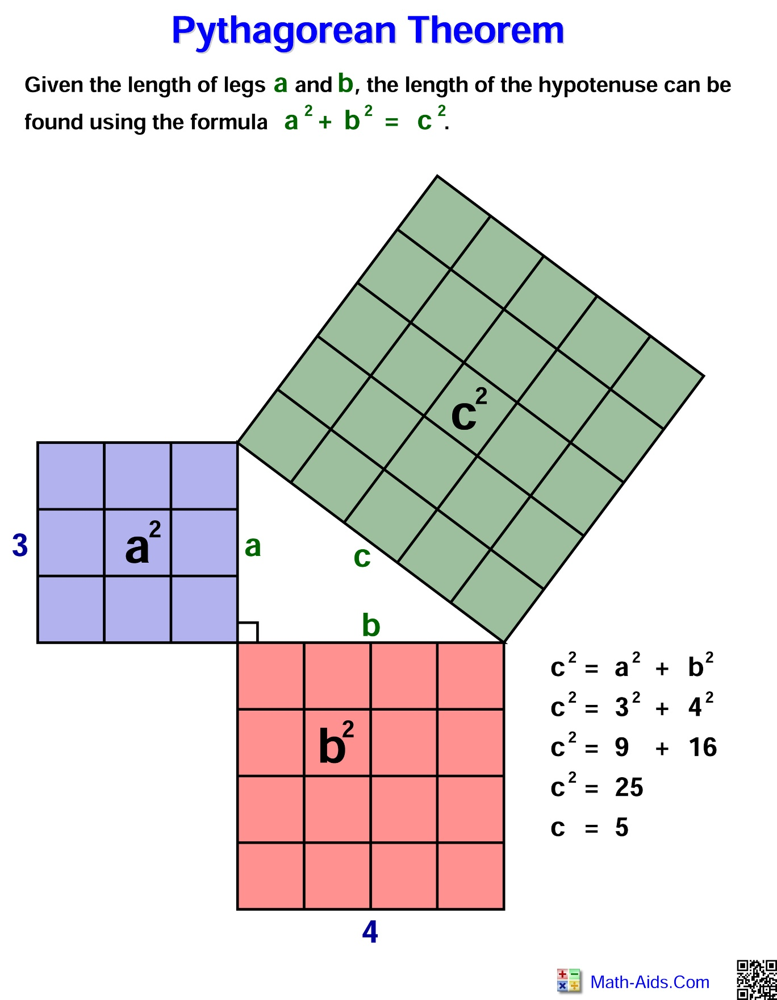 Pythagorean Theorem
Given the length of legs a and b, the length of the hypotenuse can be
found using the formula a² + b² = c².
c²
3
a²
a
c
b
c² = a² + b²
c² = 3² + 4²
b²
c² = 9 + 16
c² = 25
c = 5
4
Math-Aids.Com